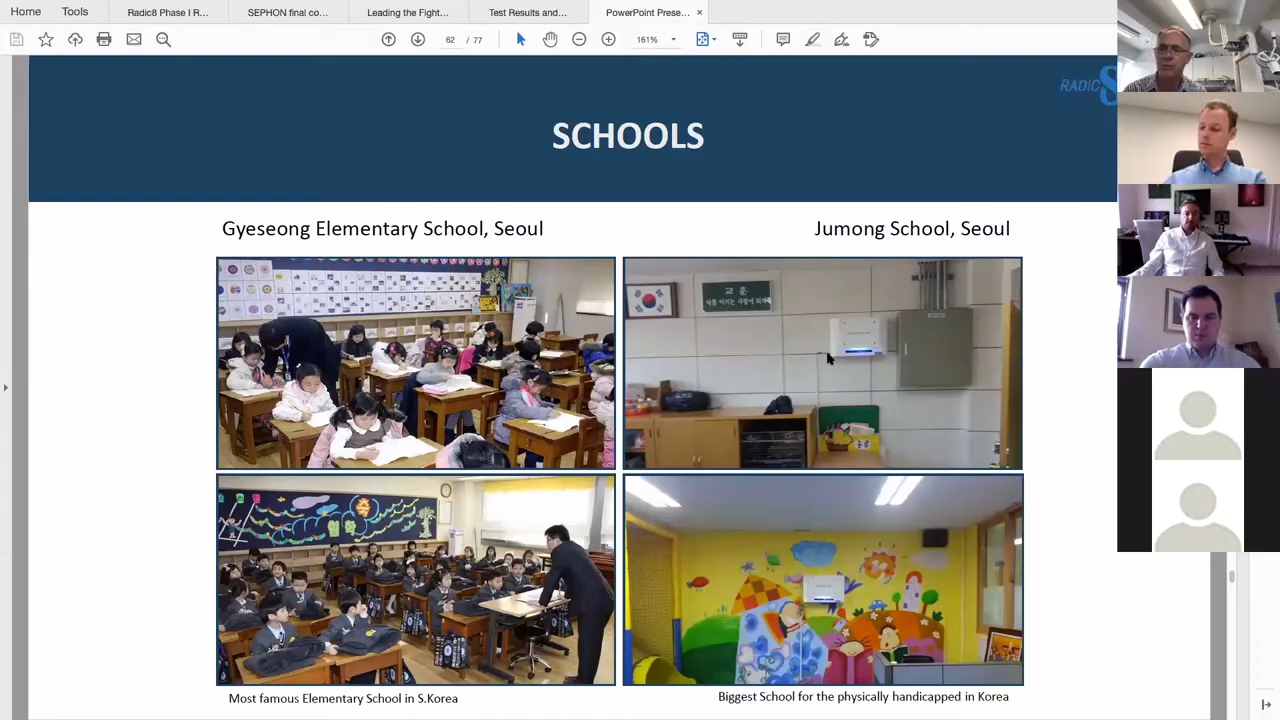 Home
Tools
Radic8 Phase I R...
SEPHON final co...
Leading the Fight...
Test Results and...
PowerPoint Prese... ×
62 / 77
161%
RADIC8
SCHOOLS
Gyeseong Elementary School, Seoul
Jumong School, Seoul
교 훈
Most famous Elementary School in S.Korea
Biggest School for the physically handicapped in Korea